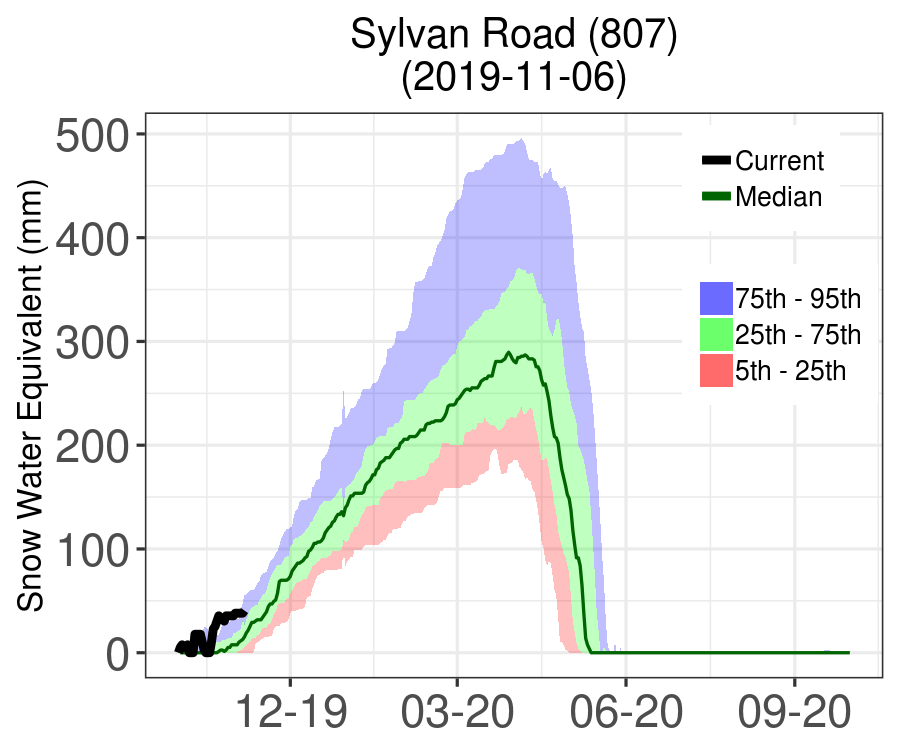 Sylvan Road (807)
(2019-11-06)
Snow Water Equivalent (mm)
500
400
300
200
100
0
Current
Median
75th - 95th
25th - 75th
5th - 25th
12-19
03-20
06-20
09-20